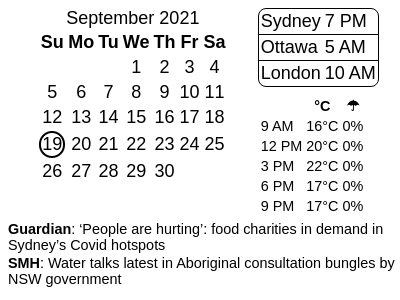 September 2021
Su Mo Tu We Th Fr Sa
1 2 3 4
5 6 7 8 9 10 11
12 13 14 15 16 17 18
19 20 21 22 23 24 25
26 27 28 29 30
Sydney 7 PM
Ottawa 5 AM
London 10 AM
°C ☂
9 AM 16°C 0%
12 PM 20°C 0%
3 PM 22°C 0%
6 PM 17°C 0%
9 PM 17°C 0%
Guardian: ‘People are hurting’: food charities in demand in
Sydney’s Covid hotspots
SMH: Water talks latest in Aboriginal consultation bungles by
NSW government